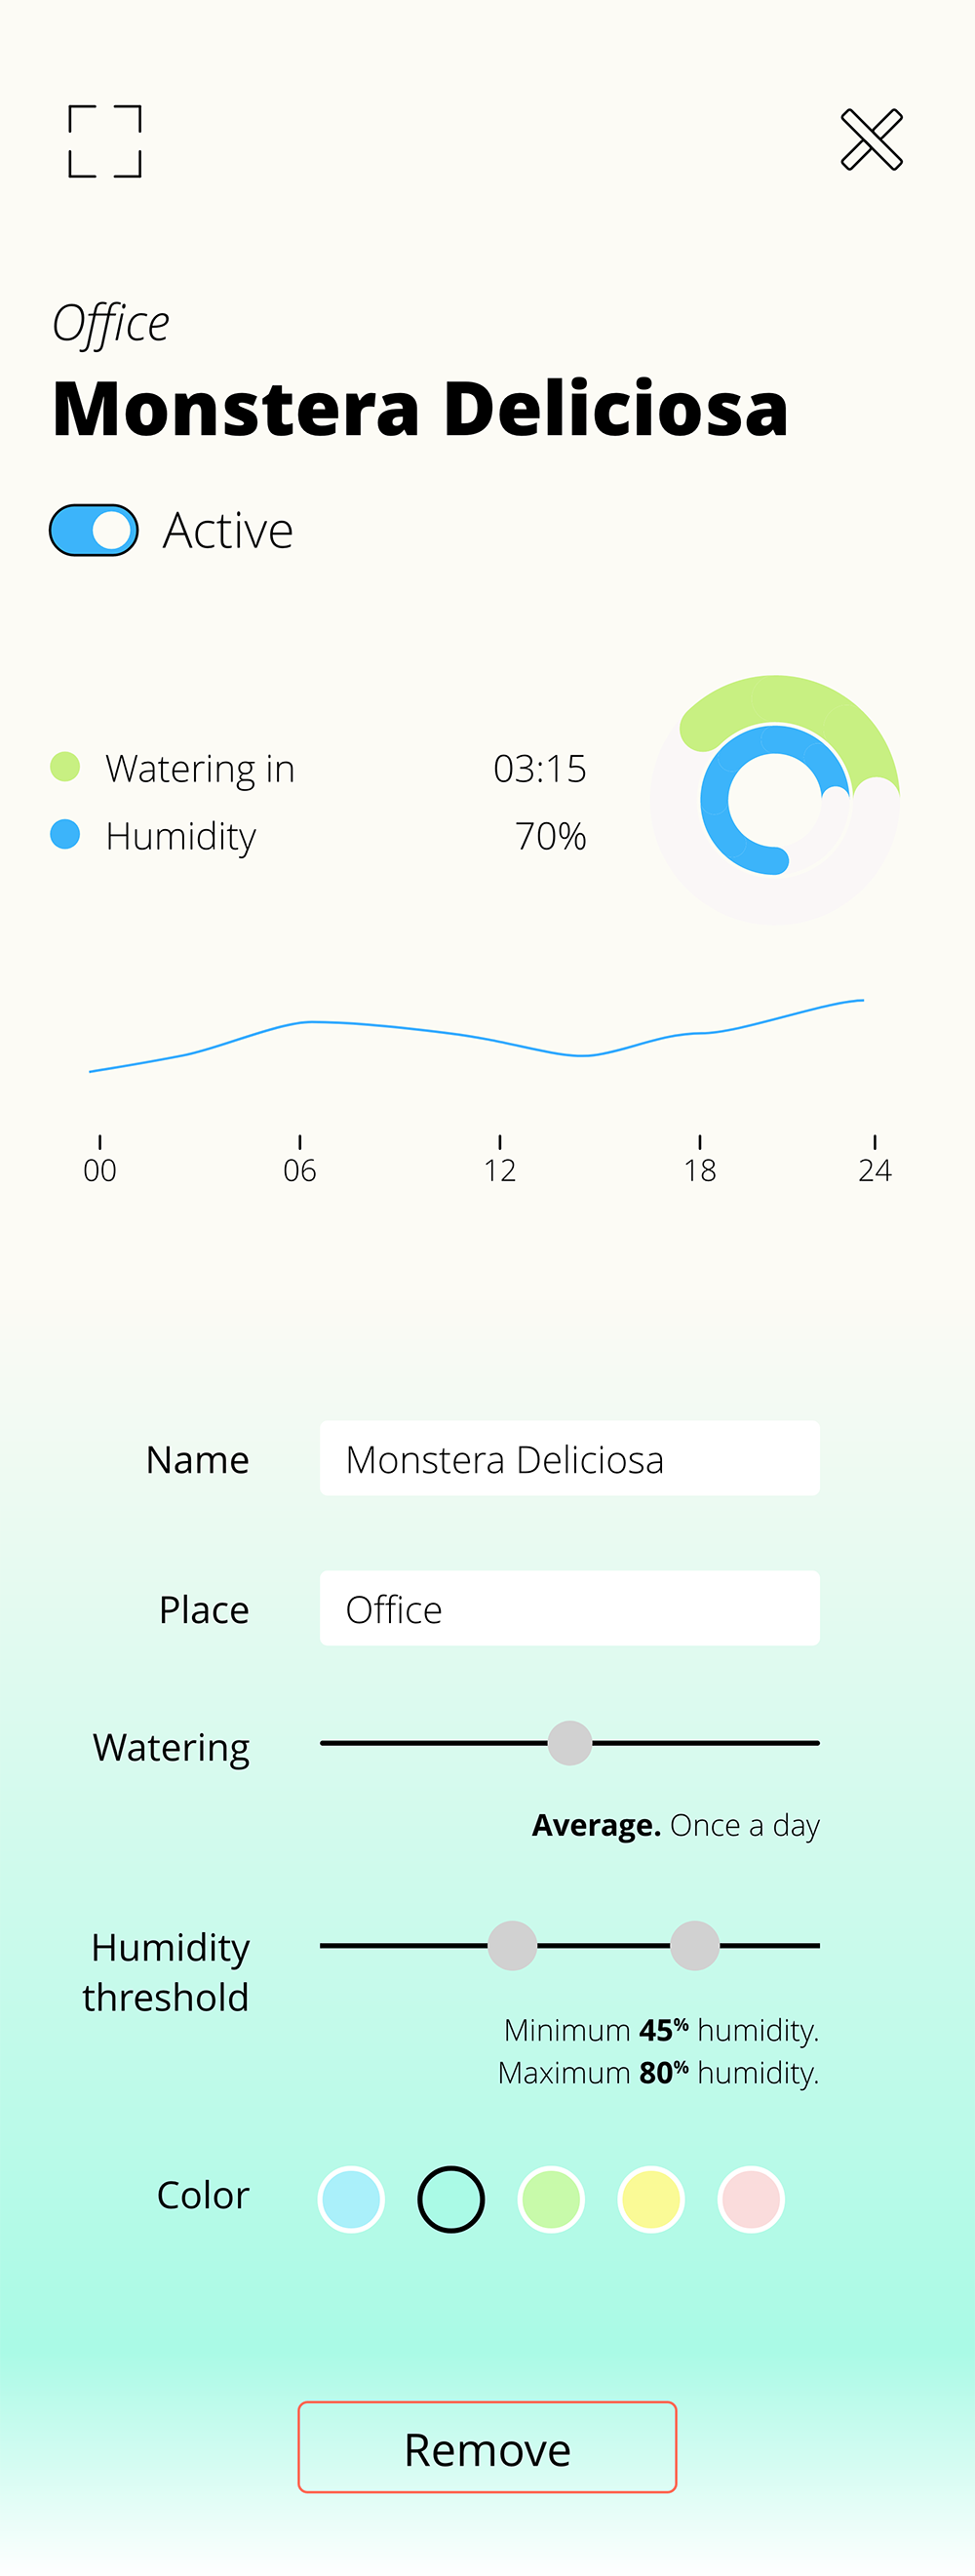 Office
Monstera Deliciosa
Active
Watering in 03:15
Humidity 70%
00 06 12 18 24
Name Monstera Deliciosa
Place Office
Watering
Average. Once a day
Humidity
threshold
Minimum 45% humidity.
Maximum 80% humidity.
Color
Remove